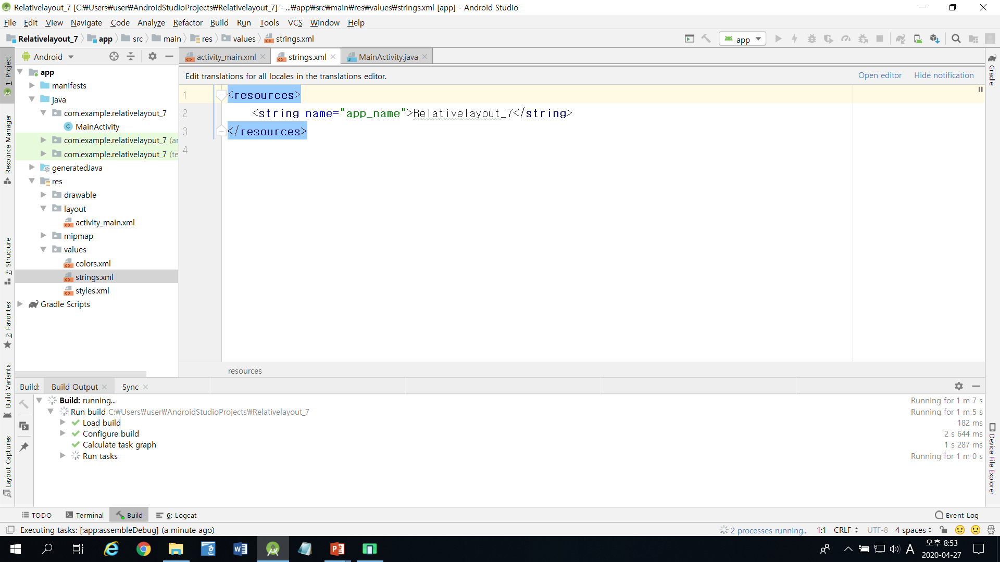 Relativelayout_7 [C:₩Users₩user₩AndroidStudioProjects₩Relativelayout_7] - ...₩app₩src₩main₩res₩values₩strings.xml [app] - Android Studio
File Edit View Navigate Code Analyze Refactor Build Run Tools VCS Window Help
Relativelayout_7 app src main res values strings.xml
app
Android
activity_main.xml strings.xml MainActivity.java
Edit translations for all locales in the translations editor. Open editor Hide notification
1: Project
Resource Manager
7: Structure
2: Favorites
Build Variants
Layout Captures
app
manifests
java
com.example.relativelayout_7
MainActivity
com.example.relativelayout_7 (ar
com.example.relativelayout_7 (te
generatedJava
res
drawable
layout
activity_main.xml
mipmap
values
colors.xml
strings.xml
styles.xml
Gradle Scripts
1 <resources>
2 <string name="app_name">Relativelayout_7</string>
3 </resources>
4
resources
Gradle
Device File Explorer
Build: Build Output Sync
Build: running... Running for 1 m 7 s
Run build C:₩Users₩user₩AndroidStudioProjects₩Relativelayout_7 Running for 1 m 5 s
Load build 182 ms
Configure build 2 s 644 ms
Calculate task graph 1 s 287 ms
Run tasks Running for 1 m 0 s
TODO Terminal Build 6: Logcat Event Log
Executing tasks: [:app:assembleDebug] (a minute ago) 2 processes running... 1:1 CRLF UTF-8 4 spaces
A 오후 8:53
2020-04-27